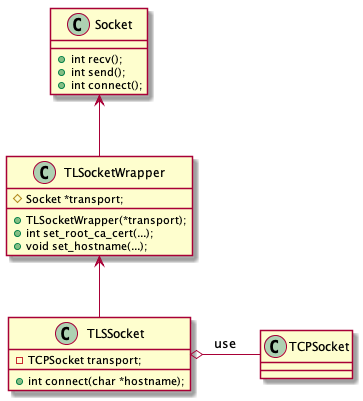 C Socket
int recv();
int send();
int connect();
C TLSocketWrapper
Socket *transport;
TLSocketWrapper(*transport);
int set_root_ca_cert(...);
void set_hostname(...);
C TLSSocket
TCPSocket transport;
int connect(char *hostname);
use
C TCPSocket